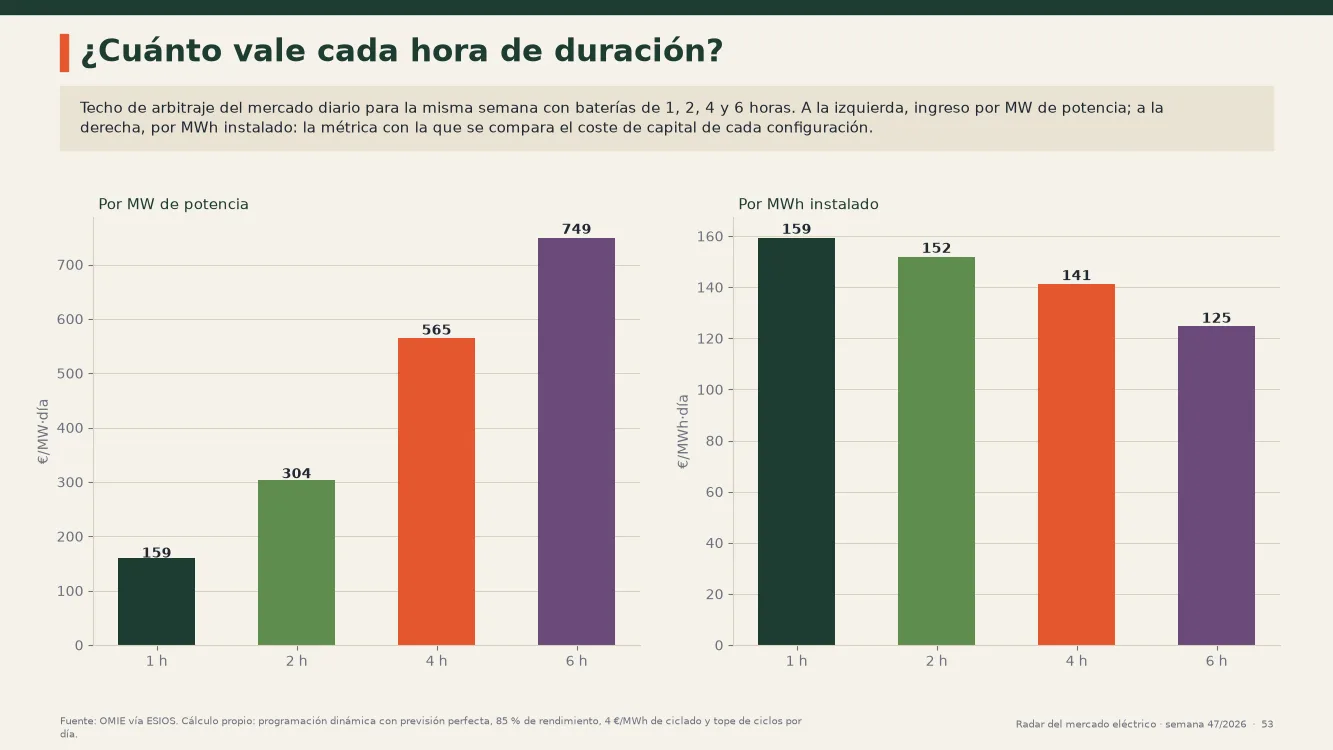 ¿Cuánto vale cada hora de duración?
Techo de arbitraje del mercado diario para la misma semana con baterías de 1, 2, 4 y 6 horas. A la izquierda, ingreso por MW de potencia; a la
derecha, por MWh instalado: la métrica con la que se compara el coste de capital de cada configuración.
Por MW de potencia
€/MW·día
700
600
500
400
300
200
100
0
159
304
565
749
1 h
2 h
4 h
6 h
Por MWh instalado
€/MWh·día
160
140
120
100
80
60
40
20
0
159
152
141
125
1 h
2 h
4 h
6 h
Fuente: OMIE vía ESIOS. Cálculo propio: programación dinámica con previsión perfecta, 85 % de rendimiento, 4 €/MWh de ciclado y tope de ciclos por
día.
Radar del mercado eléctrico · semana 47/2026 · 53